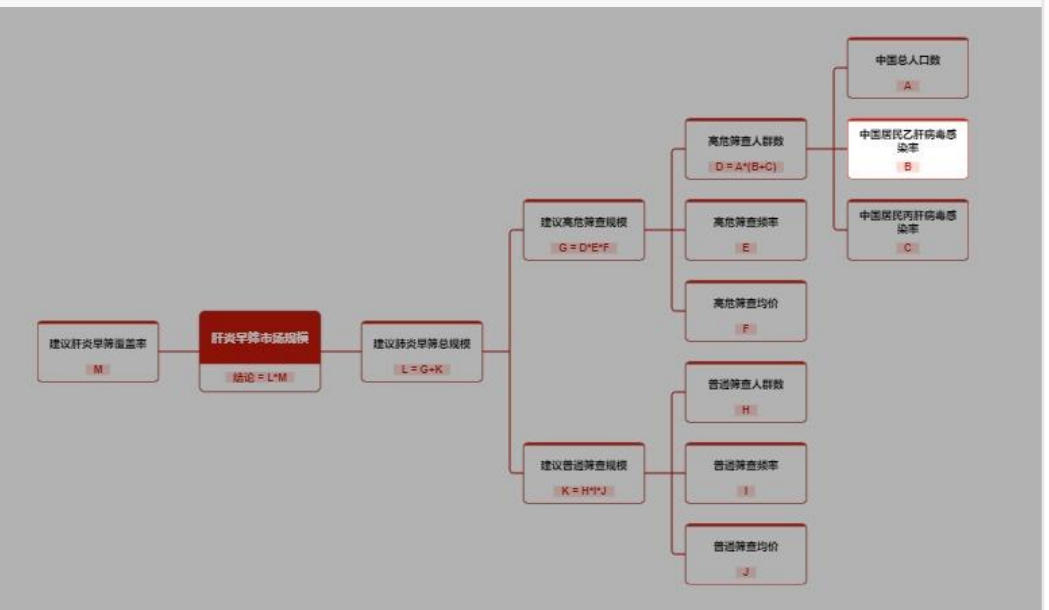 中国总人口数
A
高危筛查人群数
D = A*(B+C)
中国居民乙肝病毒感
染率
B
建议高危筛查规模
G = D*E*F
高危筛查频率
E
中国居民丙肝病毒感
染率
C
高危筛查均价
F
建议肝炎早筛覆盖率
M
肝炎早筛市场规模
结论 = L*M
建议肺炎早筛总规模
L = G+K
普通筛查人群数
H
建议普通筛查规模
K = H*I*J
普通筛查频率
I
普通筛查均价
J